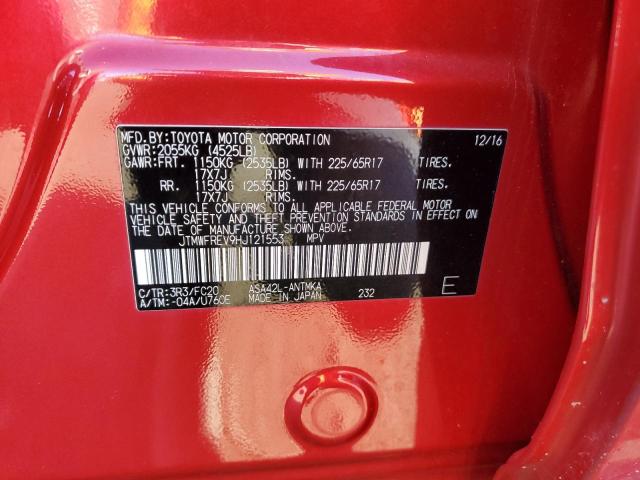 MFD.BY:TOYOTA MOTOR CORPORATION 12/16
GVWR:2055KG (4525LB)
GAWR:FRT. 1150KG (2535LB) WITH 225/65R17 TIRES.
17X7J RIMS.
RR. 1150KG (2535LB) WITH 225/65R17 TIRES.
17X7J RIMS.
THIS VEHICLE CONFORMS TO ALL APPLICABLE FEDERAL MOTOR
VEHICLE SAFETY AND THEFT PREVENTION STANDARDS IN EFFECT ON
THE DATE OF MANUFACTURE SHOWN ABOVE.
JTMWFREV9HJ121553 MPV
C/TR:3R3/FC20 ASA42L-ANTMKA
A/TM:-04A/U760E MADE IN JAPAN 232 E